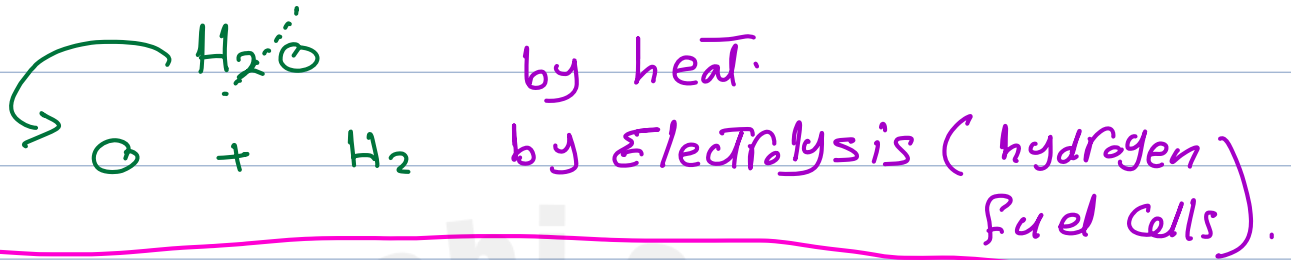 H₂O by heat.
O + H₂ by Electrolysis (hydrogen
fuel cells).